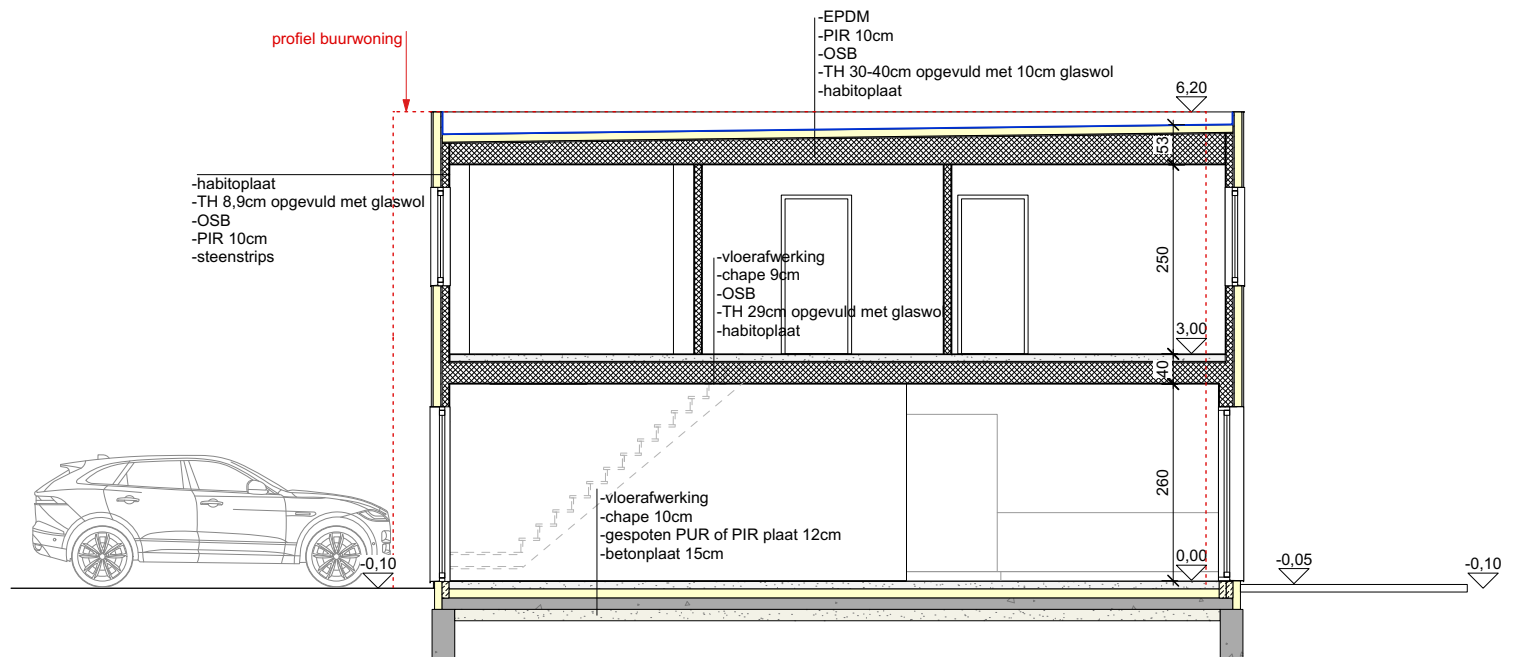 profiel buurwoning
-EPDM
-PIR 10cm
-OSB
-TH 30-40cm opgevuld met 10cm glaswol
-habitoplaat
6,20
53
-habitoplaat
-TH 8,9cm opgevuld met glaswol
-OSB
-PIR 10cm
-steenstrips
250
-vloerafwerking
-chape 9cm
-OSB
-TH 29cm opgevuld met glaswol
-habitoplaat
3,00
40
260
-vloerafwerking
-chape 10cm
-gespoten PUR of PIR plaat 12cm
-betonplaat 15cm
-0,10
0,00
-0,05
-0,10